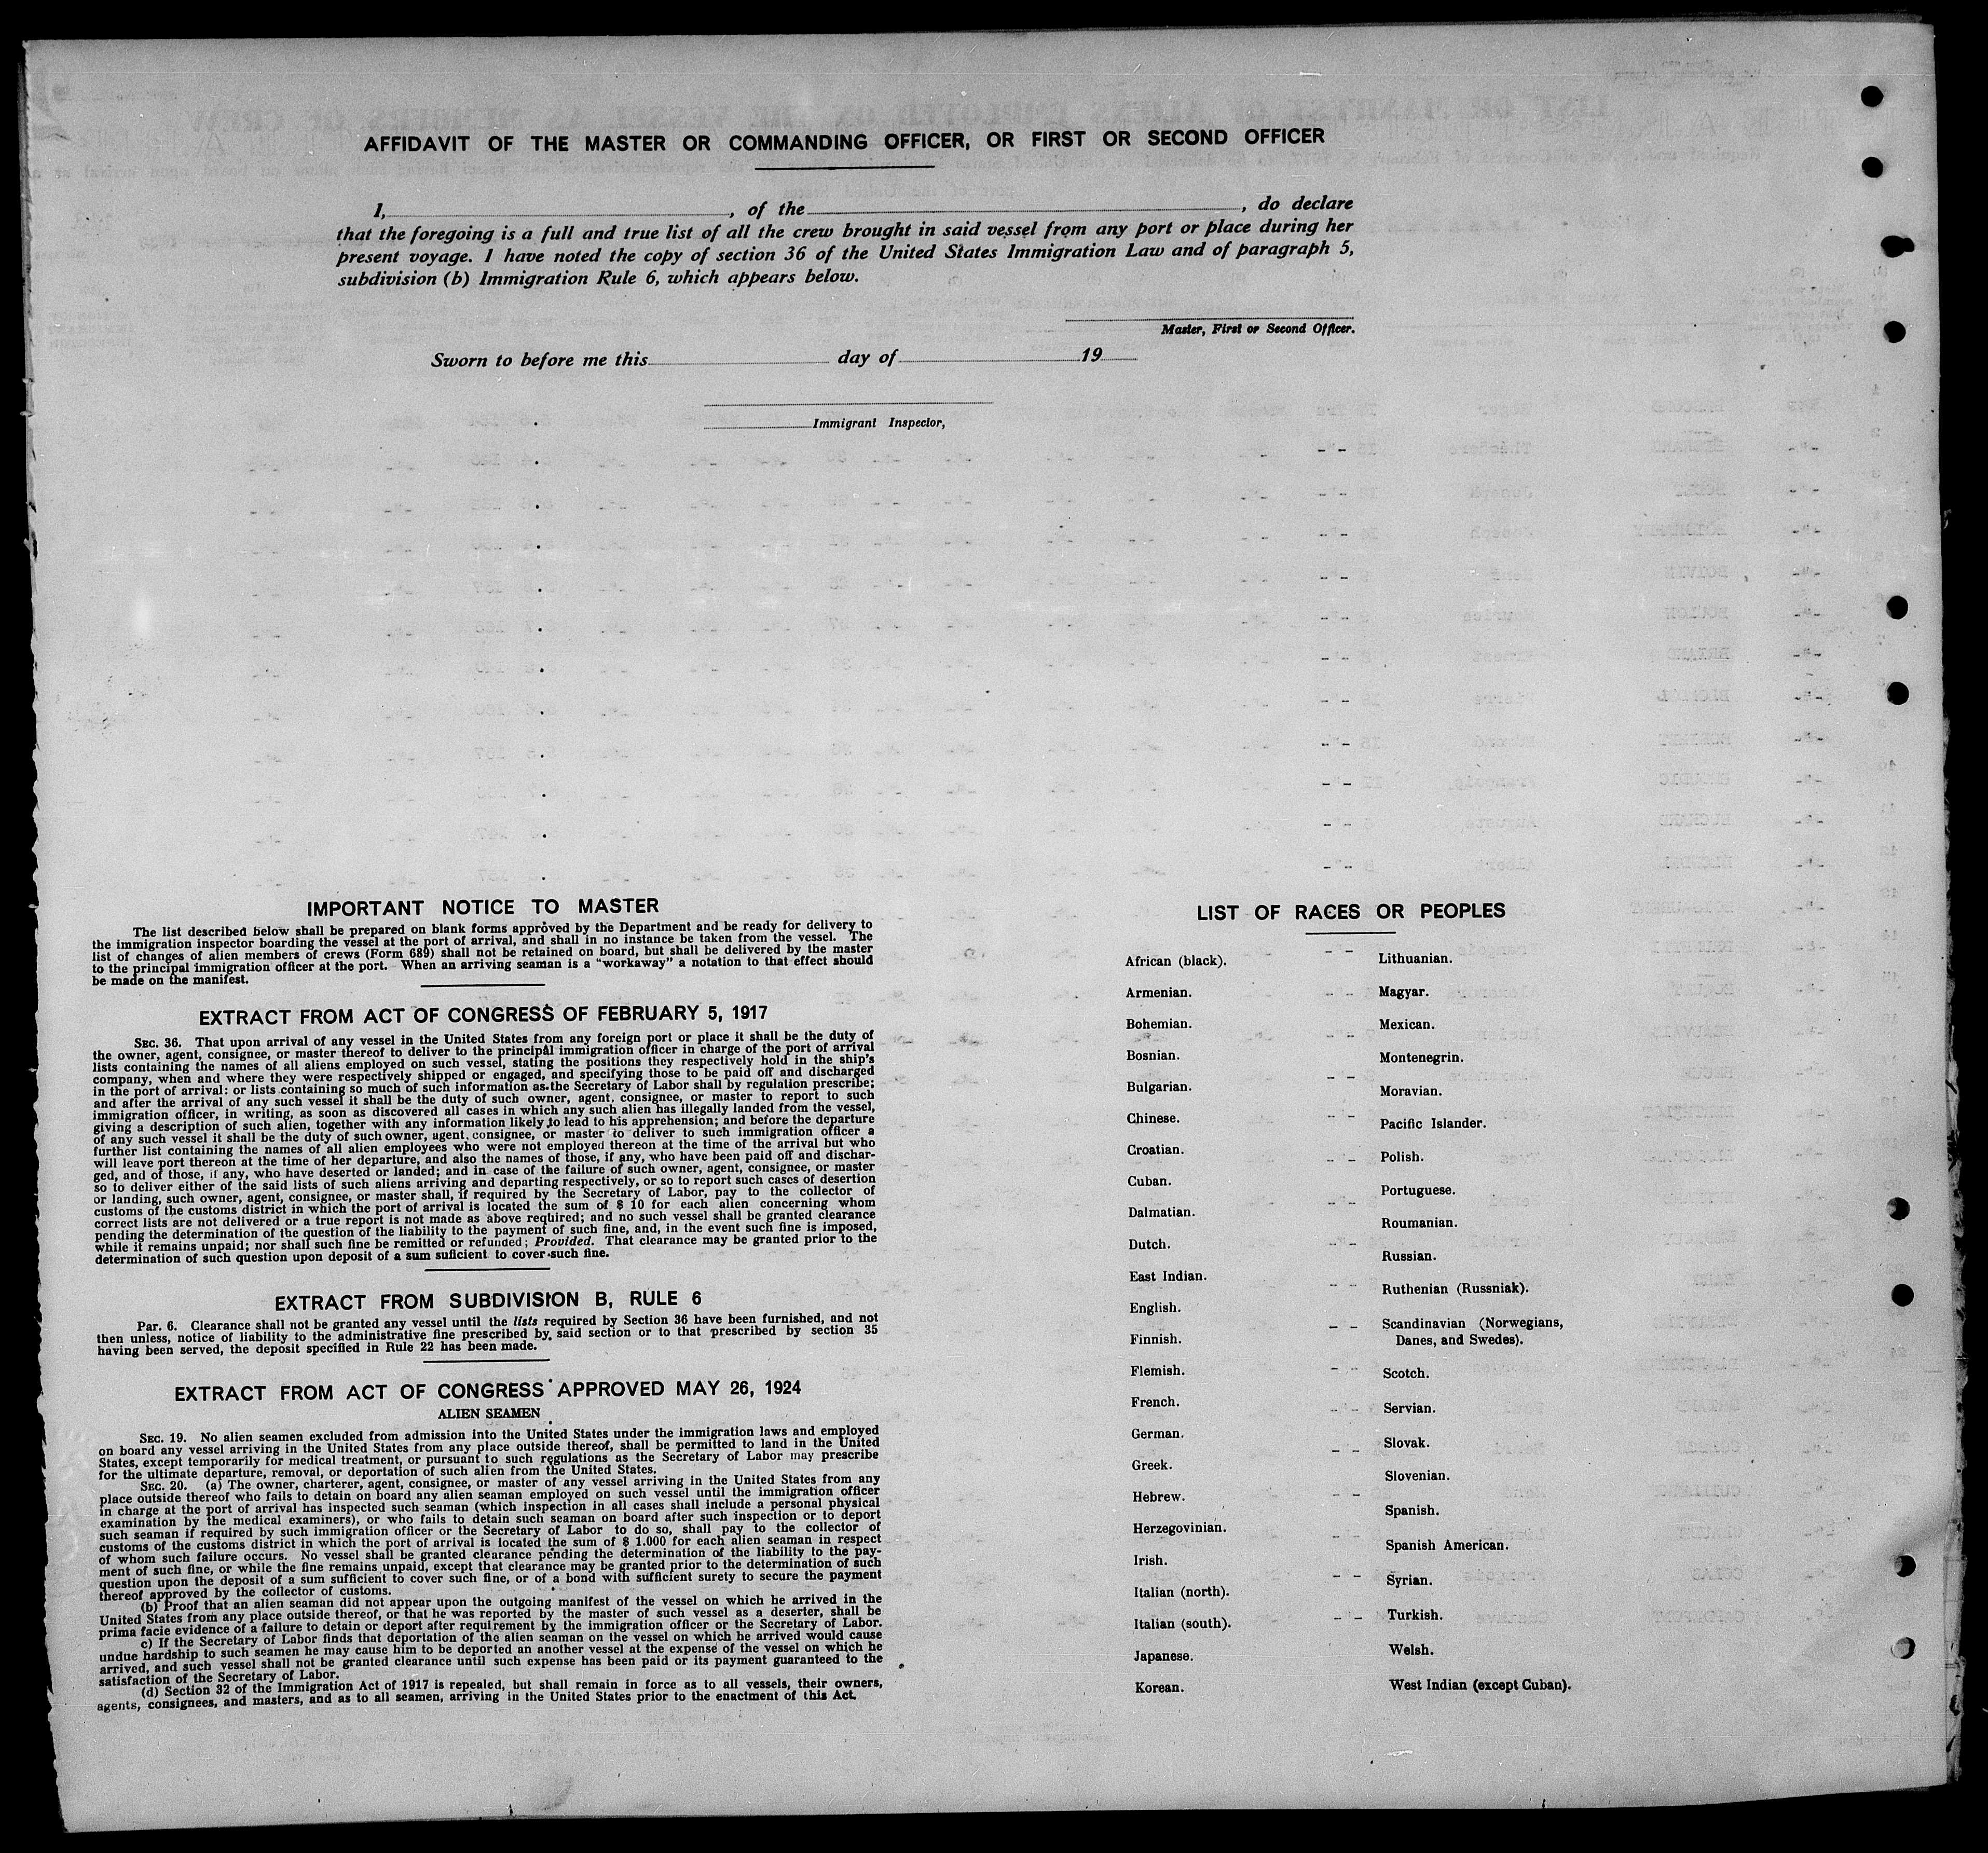 AFFIDAVIT OF THE MASTER OR COMMANDING OFFICER, OR FIRST OR SECOND OFFICER
I, , of the , do declare
that the foregoing is a full and true list of all the crew brought in said vessel from any port or place during her
present voyage. I have noted the copy of section 36 of the United States Immigration Law and of paragraph 5,
subdivision (b) Immigration Rule 6, which appears below.
Master, First or Second Officer.
Sworn to before me this day of 19
Immigrant Inspector,
IMPORTANT NOTICE TO MASTER
The list described below shall be prepared on blank forms approved by the Department and be ready for delivery to
the immigration inspector boarding the vessel at the port of arrival, and shall in no instance be taken from the vessel. The
list of changes of alien members of crews (Form 689) shall not be retained on board, but shall be delivered by the master
to the principal immigration officer at the port. When an arriving seaman is a "workaway" a notation to that effect should
be made on the manifest.
EXTRACT FROM ACT OF CONGRESS OF FEBRUARY 5, 1917
SEC. 36. That upon arrival of any vessel in the United States from any foreign port or place it shall be the duty of
the owner, agent, consignee, or master thereof to deliver to the principal immigration officer in charge of the port of arrival
lists containing the names of all aliens employed on such vessel, stating the positions they respectively hold in the ship's
company, when and where they were respectively shipped or engaged, and specifying those to be paid off and discharged
in the port of arrival: or lists containing so much of such information as the Secretary of Labor shall by regulation prescribe;
and after the arrival of any such vessel it shall be the duty of such owner, agent, consignee, or master to report to such
immigration officer, in writing, as soon as discovered all cases in which any such alien has illegally landed from the vessel,
giving a description of such alien, together with any information likely to lead to his apprehension; and before the departure
of any such vessel it shall be the duty of such owner, agent, consignee, or master to deliver to such immigration officer a
further list containing the names of all alien employees who were not employed thereon at the time of the arrival but who
will leave port thereon at the time of her departure, and also the names of those, if any, who have been paid off and dischar-
ged, and of those, if any, who have deserted or landed; and in case of the failure of such owner, agent, consignee, or master
so to deliver either of the said lists of such aliens arriving and departing respectively, or so to report such cases of desertion
or landing, such owner, agent, consignee, or master shall, if required by the Secretary of Labor, pay to the collector of
customs of the customs district in which the port of arrival is located the sum of $ 10 for each alien concerning whom
correct lists are not delivered or a true report is not made as above required; and no such vessel shall be granted clearance
pending the determination of the question of the liability to the payment of such fine, and, in the event such fine is imposed,
while it remains unpaid; nor shall such fine be remitted or refunded; Provided. That clearance may be granted prior to the
determination of such question upon deposit of a sum suficient to cover such fine.
EXTRACT FROM SUBDIVISION B, RULE 6
Par. 6. Clearance shall not be granted any vessel until the lists required by Section 36 have been furnished, and not
then unless, notice of liability to the administrative fine prescribed by said section or to that prescribed by section 35
having been served, the deposit specified in Rule 22 has been made.
EXTRACT FROM ACT OF CONGRESS APPROVED MAY 26, 1924
ALIEN SEAMEN
SEC. 19. No alien seamen excluded from admission into the United States under the immigration laws and employed
on board any vessel arriving in the United States from any place outside thereof, shall be permitted to land in the United
States, except temporarily for medical treatment, or pursuant to such regulations as the Secretary of Labor may prescribe
for the ultimate departure, removal, or deportation of such alien from the United States.
SEC. 20. (a) The owner, charterer, agent, consignee, or master of any vessel arriving in the United States from any
place outside thereof who fails to detain on board any alien seaman employed on such vessel until the immigration officer
in charge at the port of arrival has inspected such seaman (which inspection in all cases shall include a personal physical
examination by the medical examiners), or who fails to detain such seaman on board after such inspection or to deport
such seaman if required by such immigration officer or the Secretary of Labor to do so, shall pay to the collector of
customs of the customs district in which the port of arrival is located the sum of $ 1.000 for each alien seaman in respect
of whom such failure occurs. No vessel shall be granted clearance pending the determination of the liability to the pay-
ment of such fine, or while the fine remains unpaid, except that clearance may be granted prior to the determination of such
question upon the deposit of a sum sufficient to cover such fine, or of a bond with sufficient surety to secure the payment
thereof approved by the collector of customs.
(b) Proof that an alien seaman did not appear upon the outgoing manifest of the vessel on which he arrived in the
United States from any place outside thereof, or that he was reported by the master of such vessel as a deserter, shall be
prima facie evidence of a failure to detain or deport after requirement by the immigration officer or the Secretary of Labor.
c) If the Secretary of Labor finds that deportation of the alien seaman on the vessel on which he arrived would cause
undue hardship to such seamen he may cause him to be deported an another vessel at the expense of the vessel on which he
arrived, and such vessel shall not be granted clearance until such expense has been paid or its payment guaranteed to the
satisfaction of the Secretary of Labor.
(d) Section 32 of the Immigration Act of 1917 is repealed, but shall remain in force as to all vessels, their owners,
agents, consignees, and masters, and as to all seamen, arriving in the United States prior to the enactment of this Act.
LIST OF RACES OR PEOPLES
African (black).
Armenian.
Bohemian.
Bosnian.
Bulgarian.
Chinese.
Croatian.
Cuban.
Dalmatian.
Dutch.
East Indian.
English.
Finnish.
Flemish.
French.
German.
Greek.
Hebrew.
Herzegovinian.
Irish.
Italian (north).
Italian (south).
Japanese.
Korean.
Lithuanian.
Magyar.
Mexican.
Montenegrin.
Moravian.
Pacific Islander.
Polish.
Portuguese.
Roumanian.
Russian.
Ruthenian (Russniak).
Scandinavian (Norwegians,
Danes, and Swedes).
Scotch.
Servian.
Slovak.
Slovenian.
Spanish.
Spanish American.
Syrian.
Turkish.
Welsh.
West Indian (except Cuban).